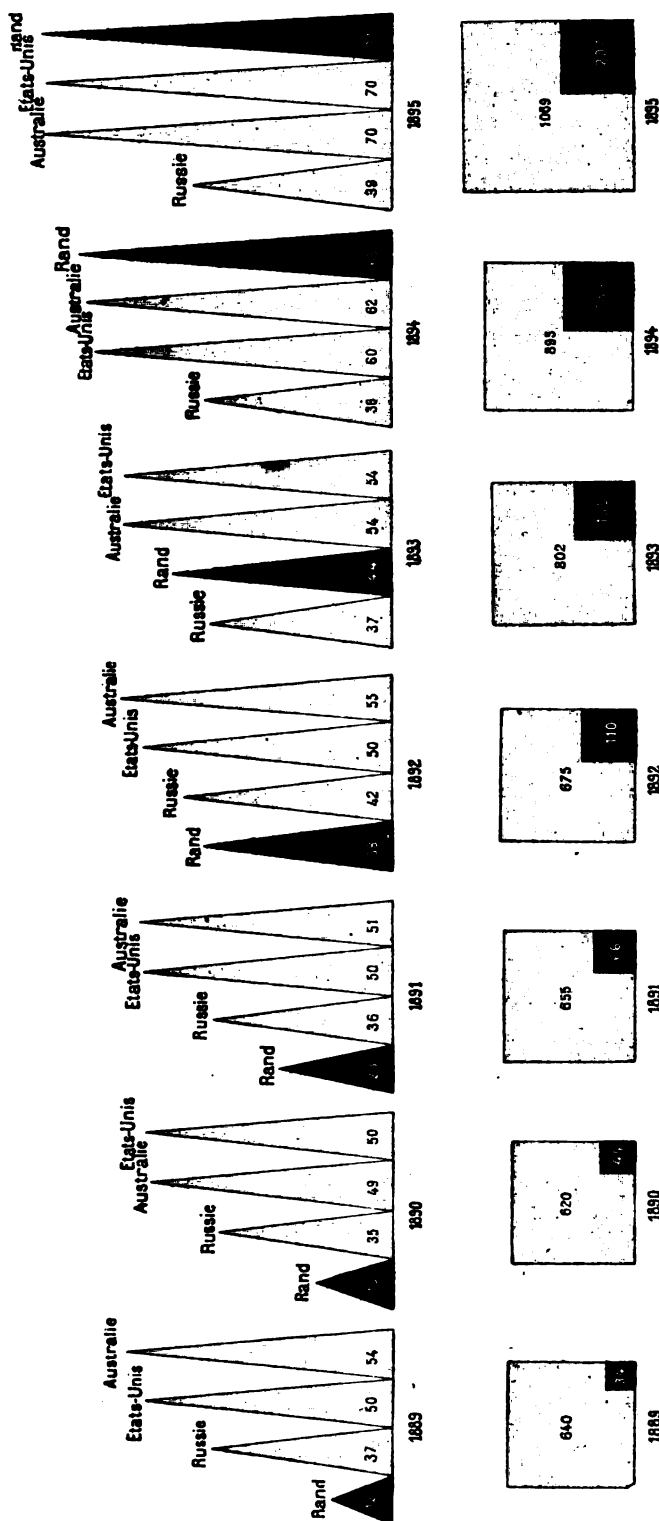 Rand
Russie
Etats-Unis
Australie
37
50
54
1889
Rand
Russie
Australie
Etats-Unis
35
49
50
1890
Rand
Russie
Etats-Unis
Australie
36
50
51
1891
Rand
Russie
Etats-Unis
Australie
42
50
55
1892
Russie
Rand
Australie
Etats-Unis
37
44
54
54
1893
Russie
Etats-Unis
Australie
Rand
38
60
62
1894
Russie
Australie
Etats-Unis
Rand
39
70
70
1895
640
1889
620
1890
655
1891
675
110
1892
802
1893
895
1894
1069
1895